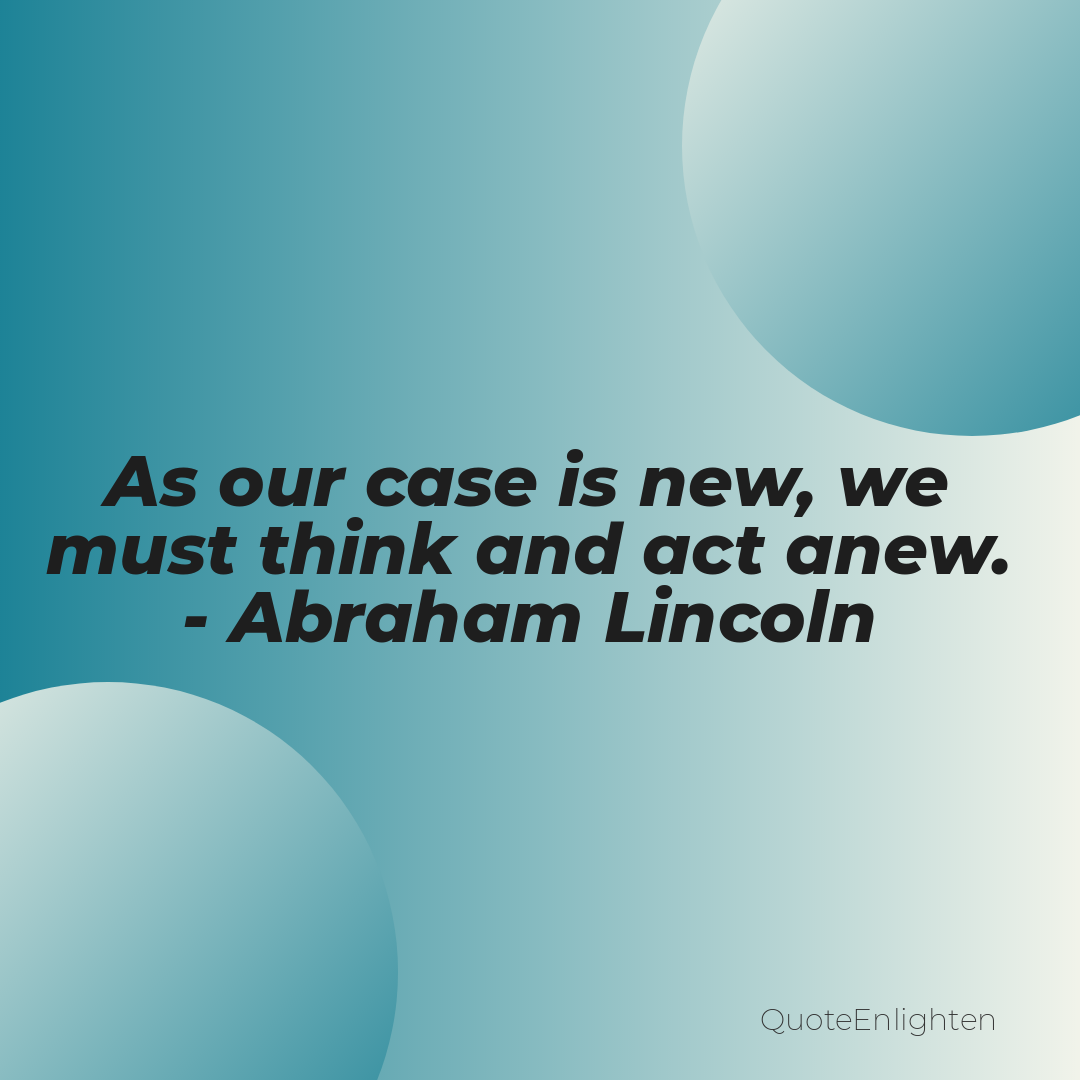 As our case is new, we
must think and act anew.
- Abraham Lincoln
QuoteEnlighten